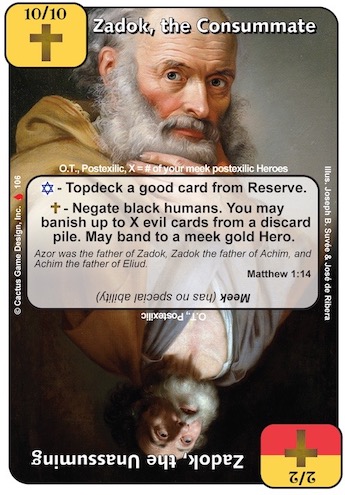 10/10
Zadok, the Consummate
O.T., Postexilic, X = # of your meek postexilic Heroes
✡ - Topdeck a good card from Reserve.
✝ - Negate black humans. You may
banish up to X evil cards from a discard
pile. May band to a meek gold Hero.
Azor was the father of Zadok, Zadok the father of Achim, and
Achim the father of Eliud.
Matthew 1:14
Meek (has no special ability)
O.T., Postexilic
Zadok, the Unassuming
2/2
© Cactus Game Design, Inc. 106
Illus. Joseph B. Suvée & José de Ribera